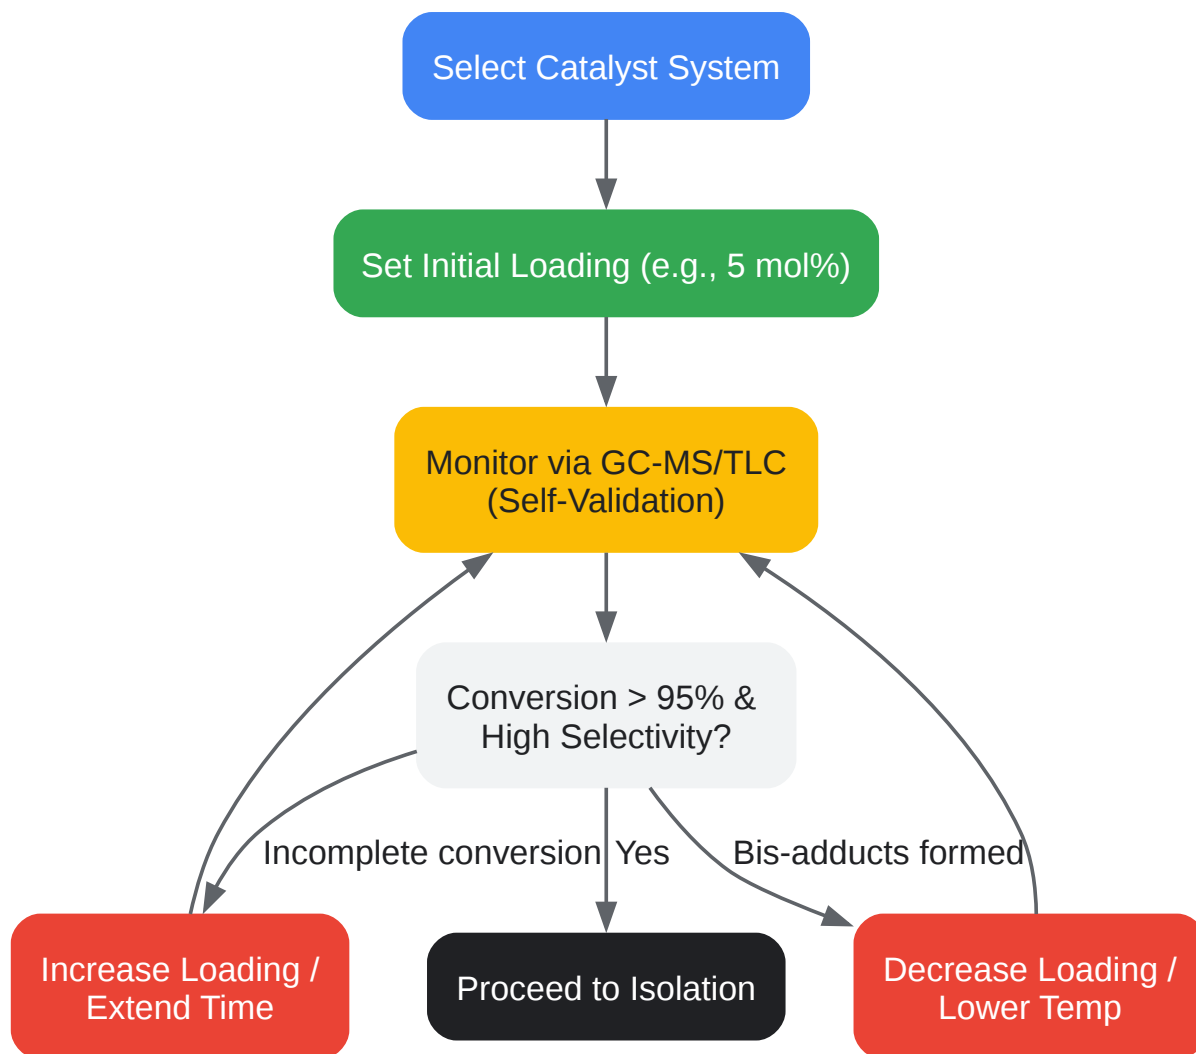 Select Catalyst System
Set Initial Loading (e.g., 5 mol%)
Monitor via GC-MS/TLC
(Self-Validation)
Conversion > 95% &
High Selectivity?
Incomplete conversion
Yes
Bis-adducts formed
Increase Loading /
Extend Time
Proceed to Isolation
Decrease Loading /
Lower Temp